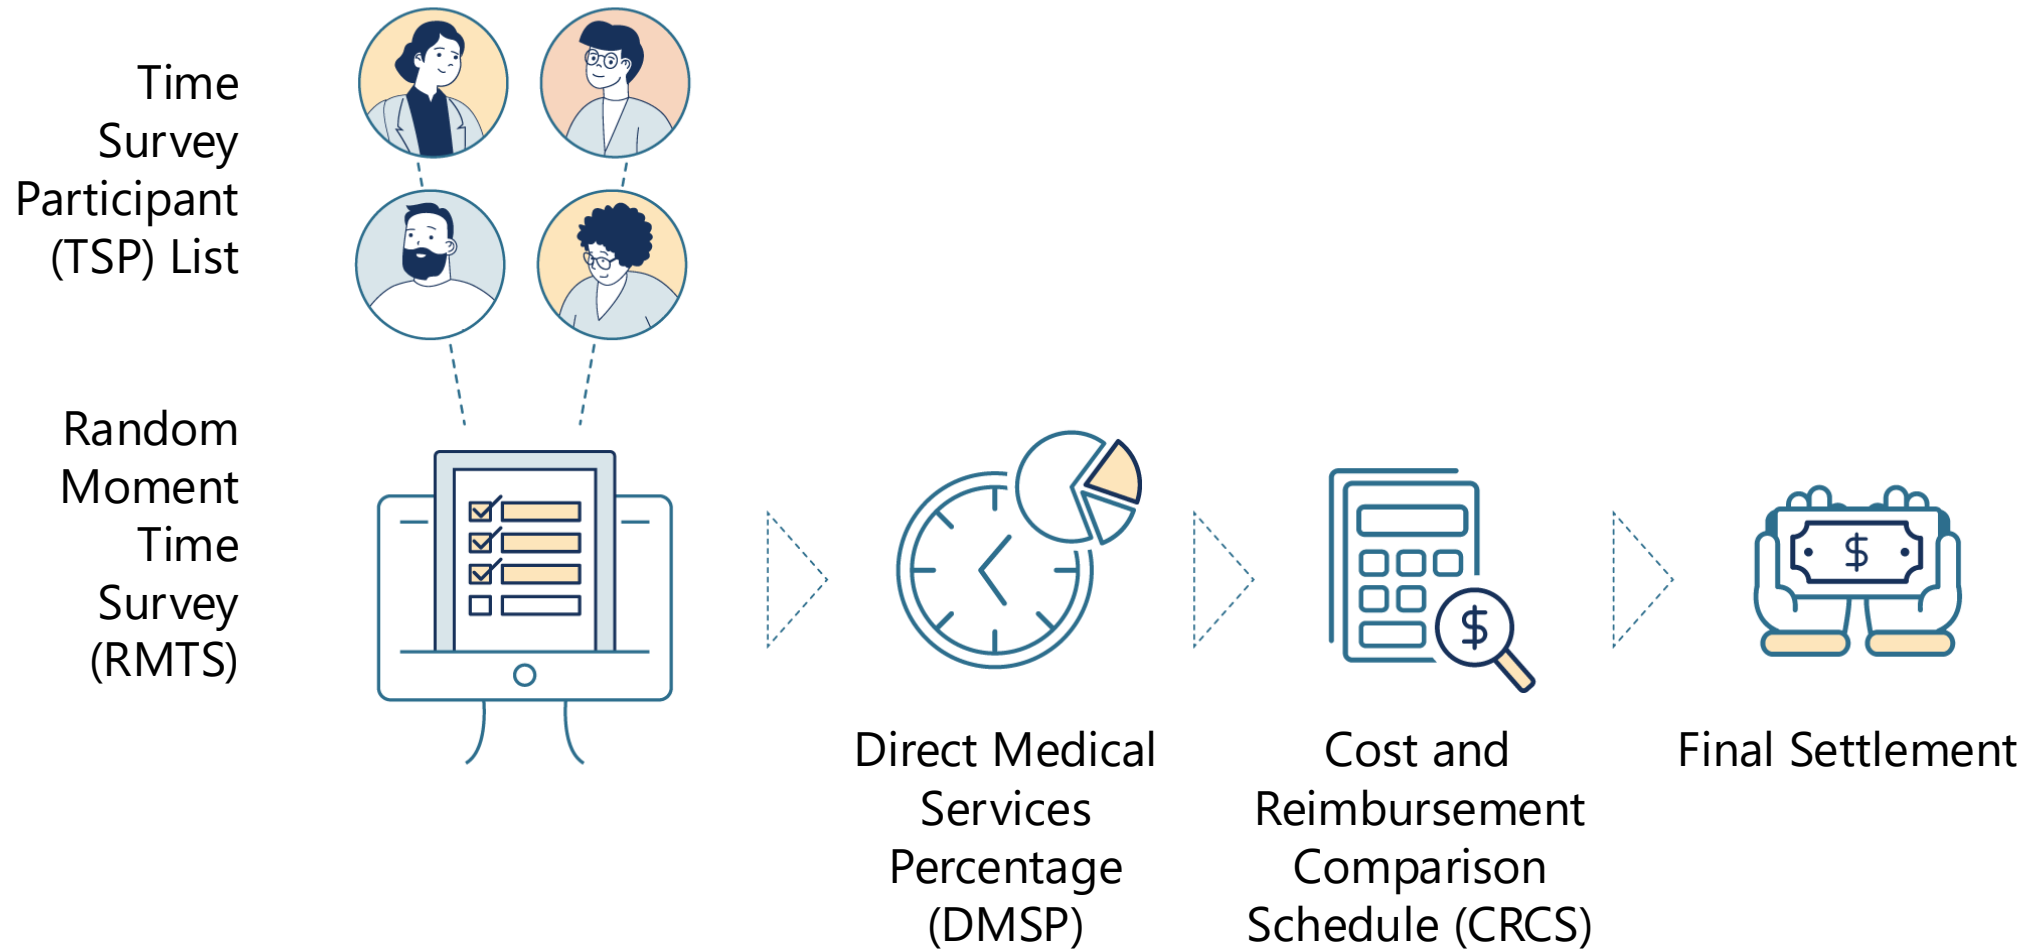 Time
Survey
Participant
(TSP) List
Random
Moment
Time
Survey
(RMTS)
$
$
Direct Medical
Services
Percentage
(DMSP)
Cost and
Reimbursement
Comparison
Schedule (CRCS)
Final Settlement